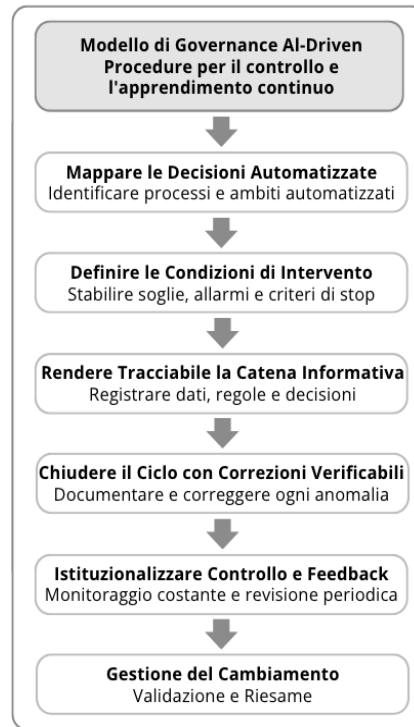 Modello di Governance AI-Driven
Procedure per il controllo e
l'apprendimento continuo
Mappare le Decisioni Automatizzate
Identificare processi e ambiti automatizzati
Definire le Condizioni di Intervento
Stabilire soglie, allarmi e criteri di stop
Rendere Tracciabile la Catena Informativa
Registrare dati, regole e decisioni
Chiudere il Ciclo con Correzioni Verificabili
Documentare e correggere ogni anomalia
Istituzionalizzare Controllo e Feedback
Monitoraggio costante e revisione periodica
Gestione del Cambiamento
Validazione e Riesame